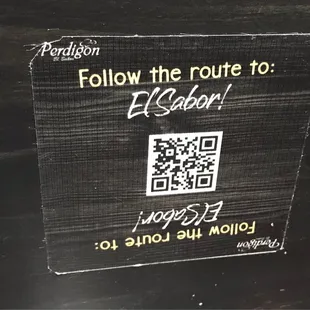 Perdigon
El Sabor
Follow the route to:
El Sabor!
El Sabor!
Follow the route to:
Perdigon